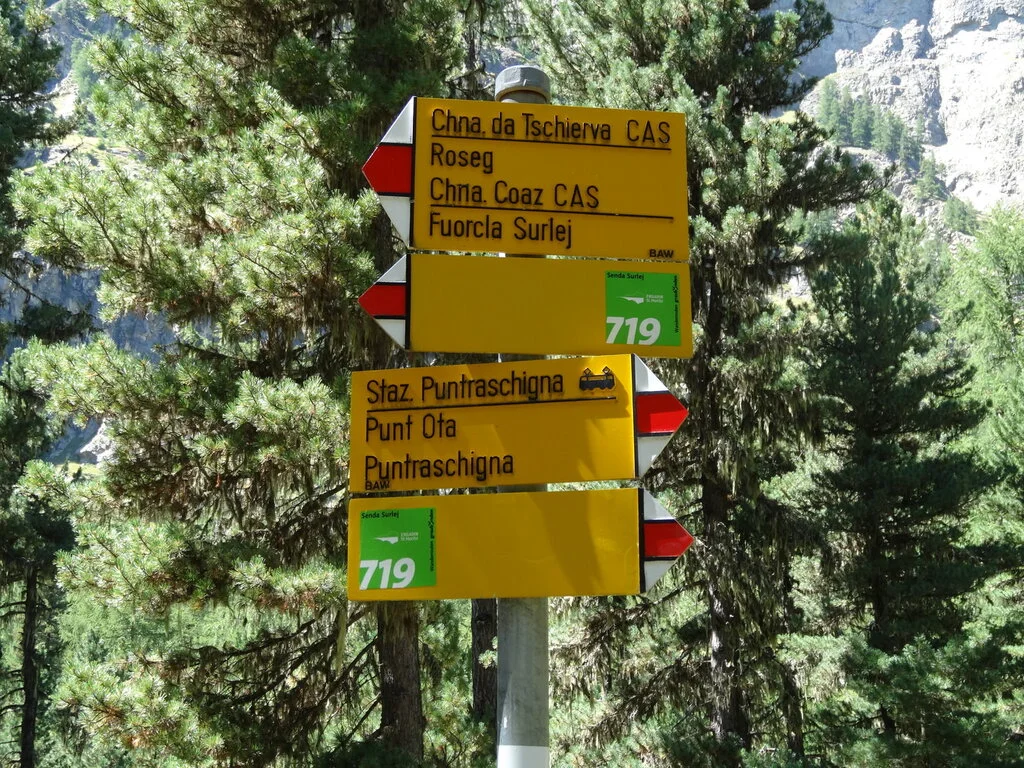 Chna. da Tschierva CAS
Roseg
Chna. Coaz CAS
Fuorcla Surlej
BAW
Senda Surlej
719
Staz. Puntraschigna
Punt Ota
Puntraschigna
BAW
Senda Surlej
719